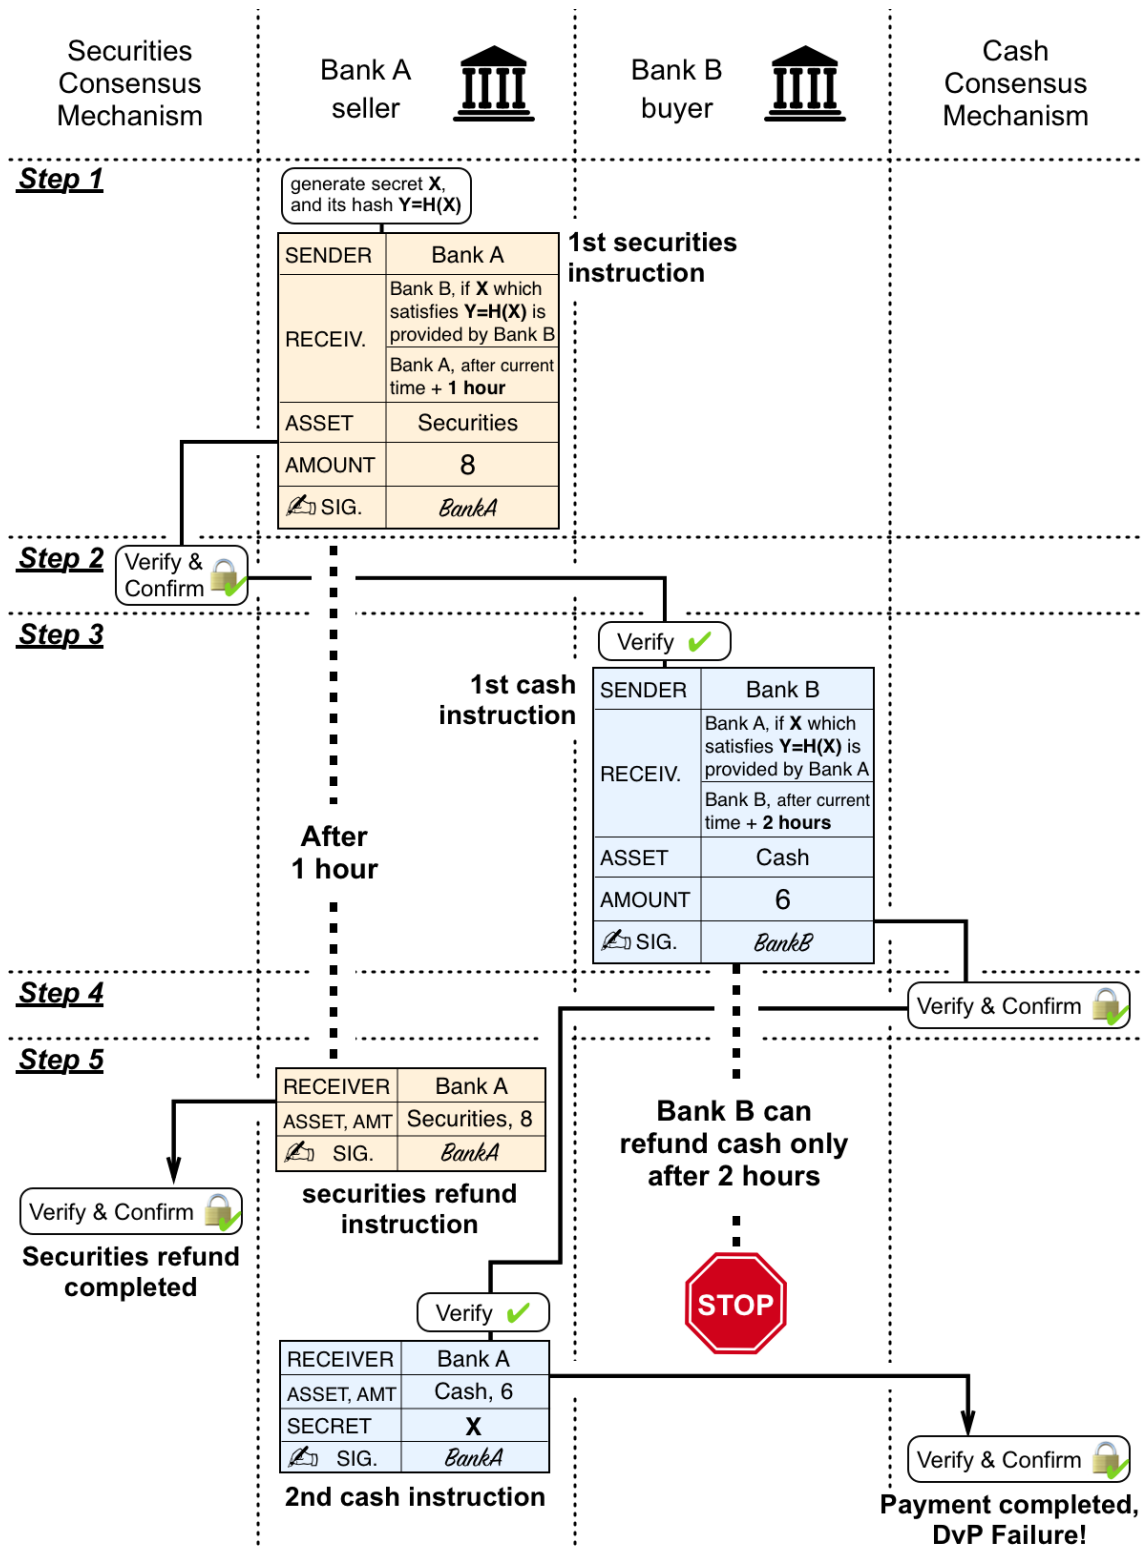 Securities
Consensus
Mechanism
Bank A
seller
Bank B
buyer
Cash
Consensus
Mechanism
Step 1
generate secret X,
and its hash Y=H(X)
1st securities
instruction
SENDER
Bank A
RECEIV.
Bank B, if X which
satisfies Y=H(X) is
provided by Bank B
Bank A, after current
time + 1 hour
ASSET
Securities
AMOUNT
8
SIG.
BankA
Step 2
Verify &
Confirm
Step 3
Verify
1st cash
instruction
SENDER
Bank B
RECEIV.
Bank A, if X which
satisfies Y=H(X) is
provided by Bank A
Bank B, after current
time + 2 hours
ASSET
Cash
AMOUNT
6
SIG.
BankB
After
1 hour
Step 4
Verify & Confirm
Step 5
RECEIVER
Bank A
ASSET, AMT
Securities, 8
SIG.
BankA
securities refund
instruction
Verify & Confirm
Securities refund
completed
Bank B can
refund cash only
after 2 hours
STOP
Verify
RECEIVER
Bank A
ASSET, AMT
Cash, 6
SECRET
X
SIG.
BankA
2nd cash instruction
Verify & Confirm
Payment completed,
DvP Failure!